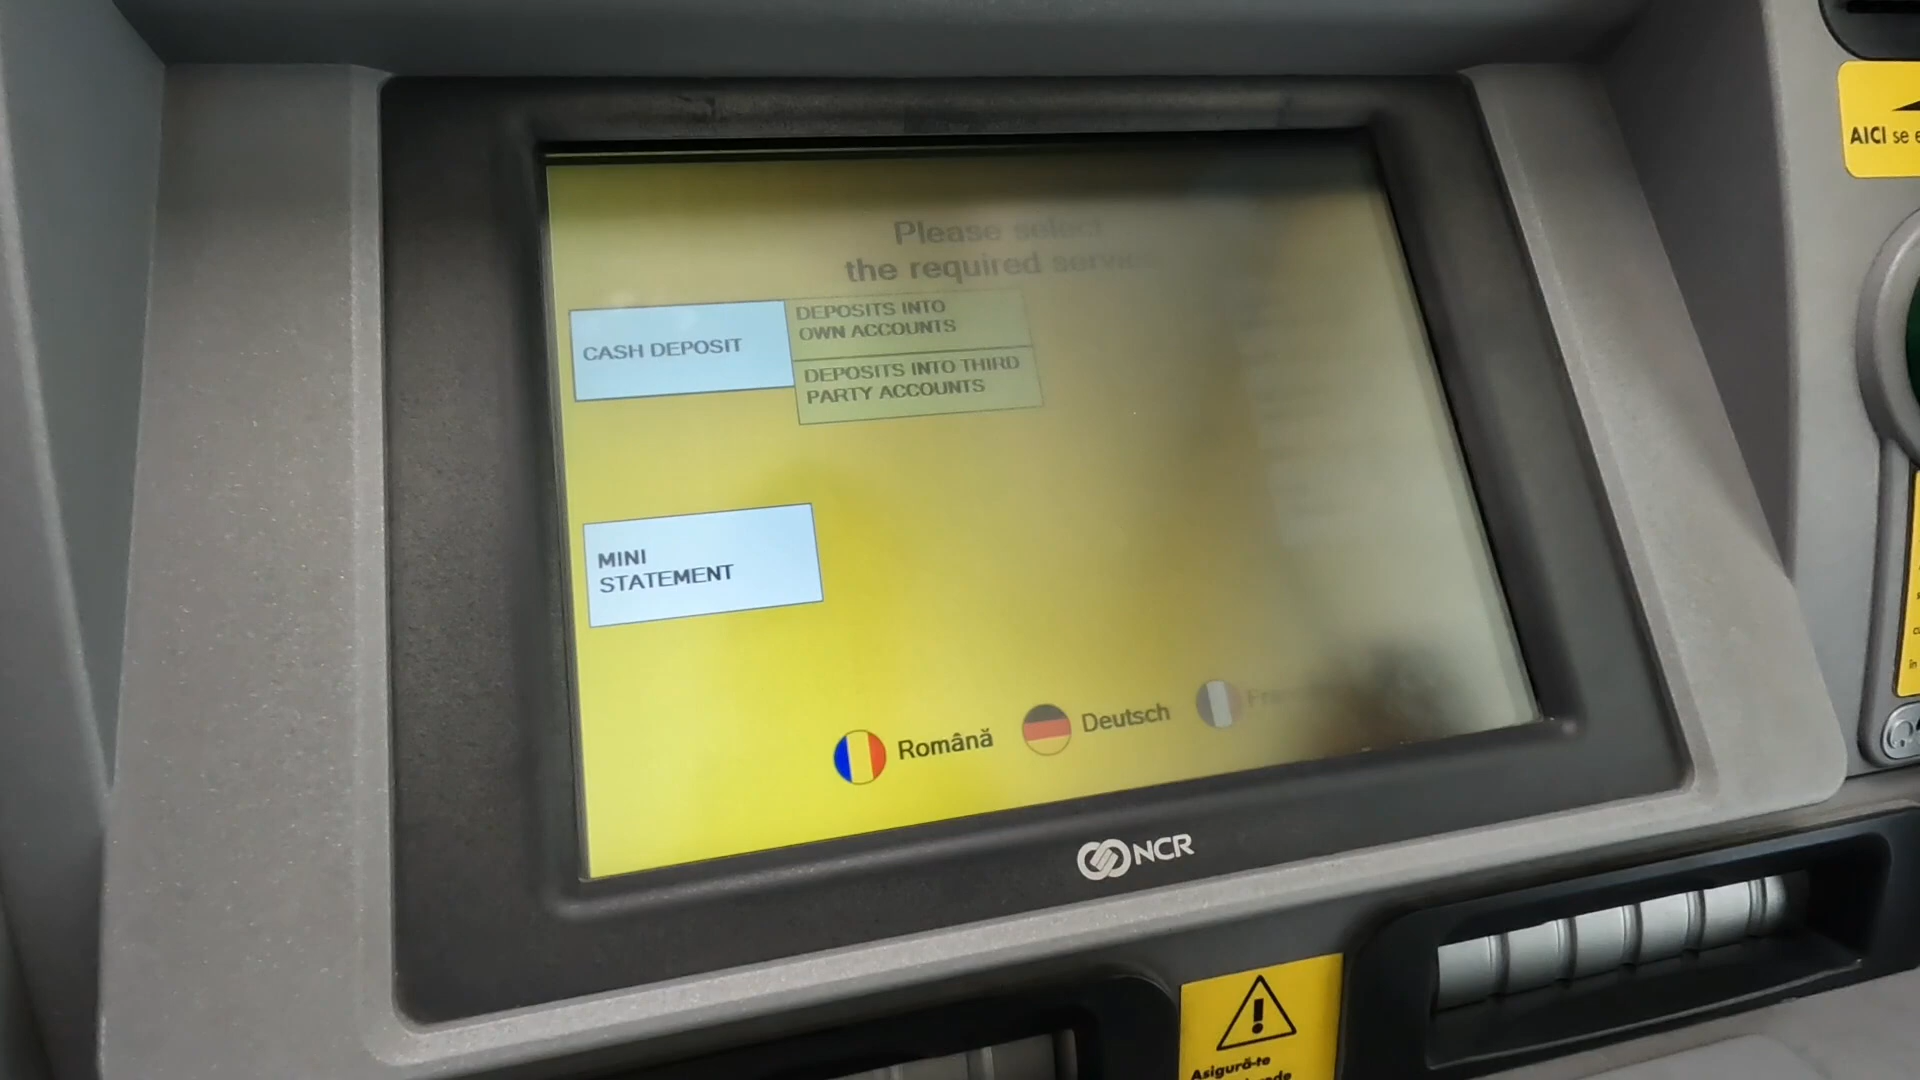 Please select
the required service
CASH DEPOSIT
DEPOSITS INTO
OWN ACCOUNTS
DEPOSITS INTO THIRD
PARTY ACCOUNTS
MINI
STATEMENT
Română
Deutsch
NCR
AICI se
Asigură-te